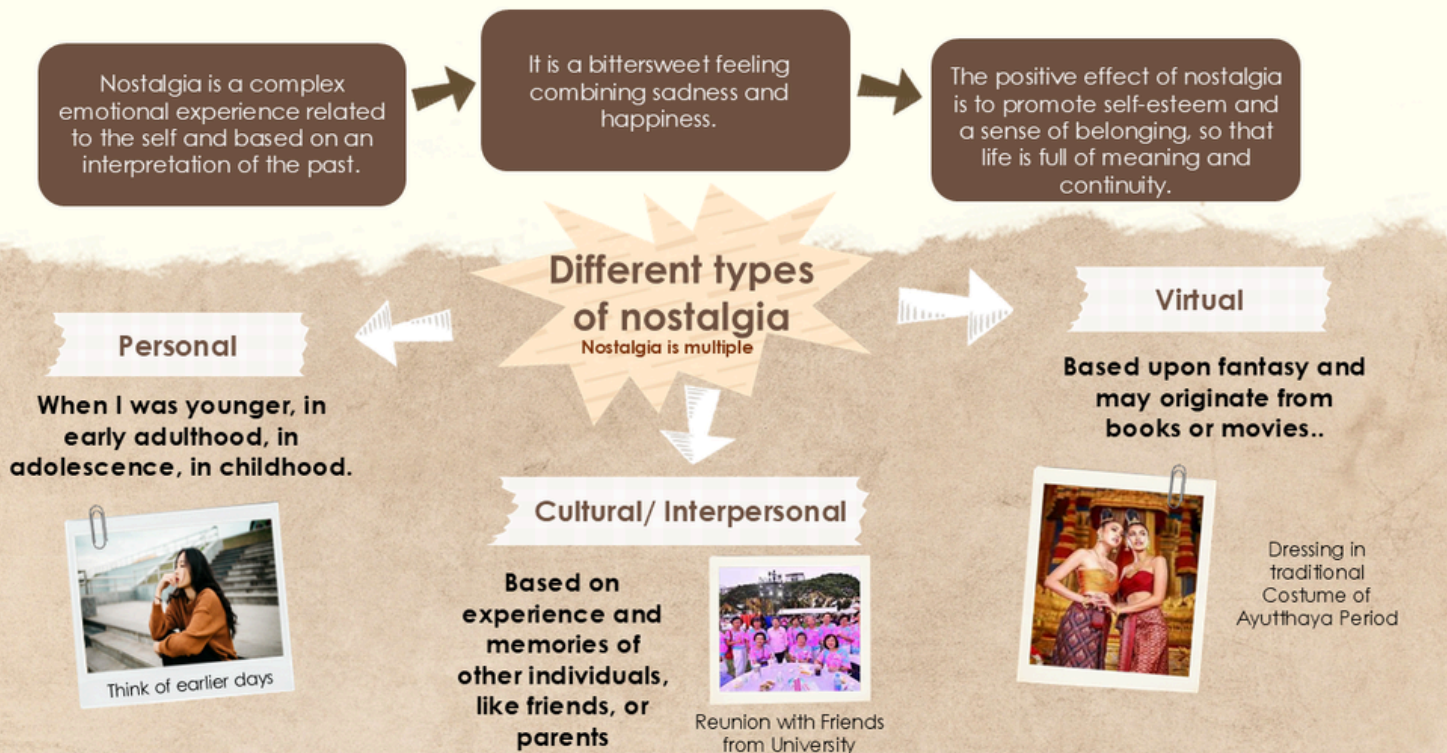 Nostalgia is a complex
emotional experience related
to the self and based on an
interpretation of the past.
It is a bittersweet feeling
combining sadness and
happiness.
The positive effect of nostalgia
is to promote self-esteem and
a sense of belonging, so that
life is full of meaning and
continuity.
Different types
of nostalgia
Nostalgia is multiple
Personal
When I was younger, in
early adulthood, in
adolescence, in childhood.
Think of earlier days
Cultural/ Interpersonal
Based on
experience and
memories of
other individuals,
like friends, or
parents
Reunion with Friends
from University
Virtual
Based upon fantasy and
may originate from
books or movies..
Dressing in
traditional
Costume of
Ayutthaya Period